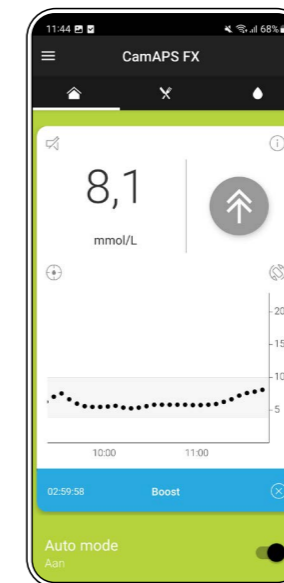 11:44 68%
CamAPS FX
8,1
mmol/L
20
15
10
5
10:00 11:00
02:59:58 Boost
Auto mode
Aan